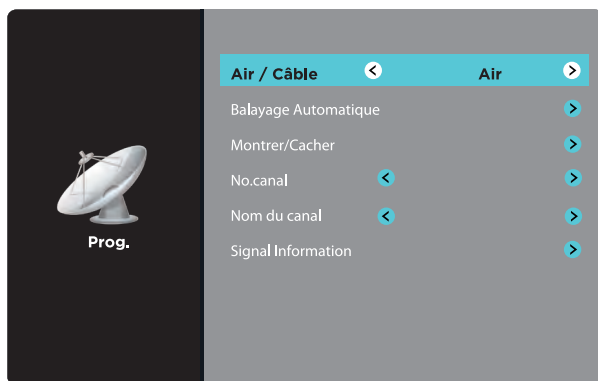 Air / Câble Air
Balayage Automatique
Montrer/Cacher
No.canal
Nom du canal
Signal Information
Prog.